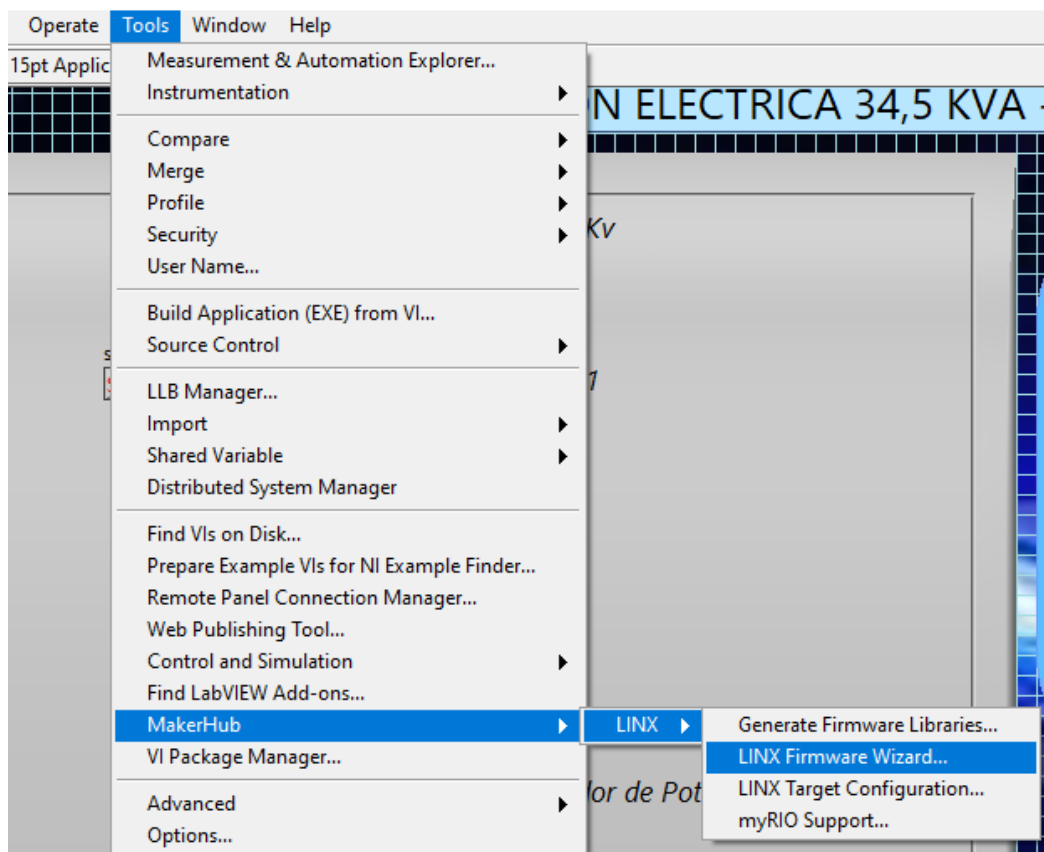 Operate Tools Window Help
15pt Applic
Measurement & Automation Explorer...
Instrumentation
N ELECTRICA 34,5 KVA -
Compare
Merge
Profile
Security
Kv
User Name...
Build Application (EXE) from VI...
Source Control
s
LLB Manager...
1
Import
Shared Variable
Distributed System Manager
Find VIs on Disk...
Prepare Example VIs for NI Example Finder...
Remote Panel Connection Manager...
Web Publishing Tool...
Control and Simulation
Find LabVIEW Add-ons...
MakerHub
LINX
Generate Firmware Libraries...
VI Package Manager...
LINX Firmware Wizard...
LINX Target Configuration...
Advanced
lor de Pot
myRIO Support...
Options...